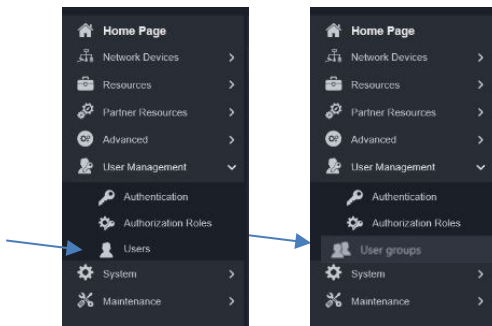 Home Page
Network Devices
Resources
Partner Resources
Advanced
User Management
Authentication
Authorization Roles
Users
System
Maintenance
Home Page
Network Devices
Resources
Partner Resources
Advanced
User Management
Authentication
Authorization Roles
User groups
System
Maintenance